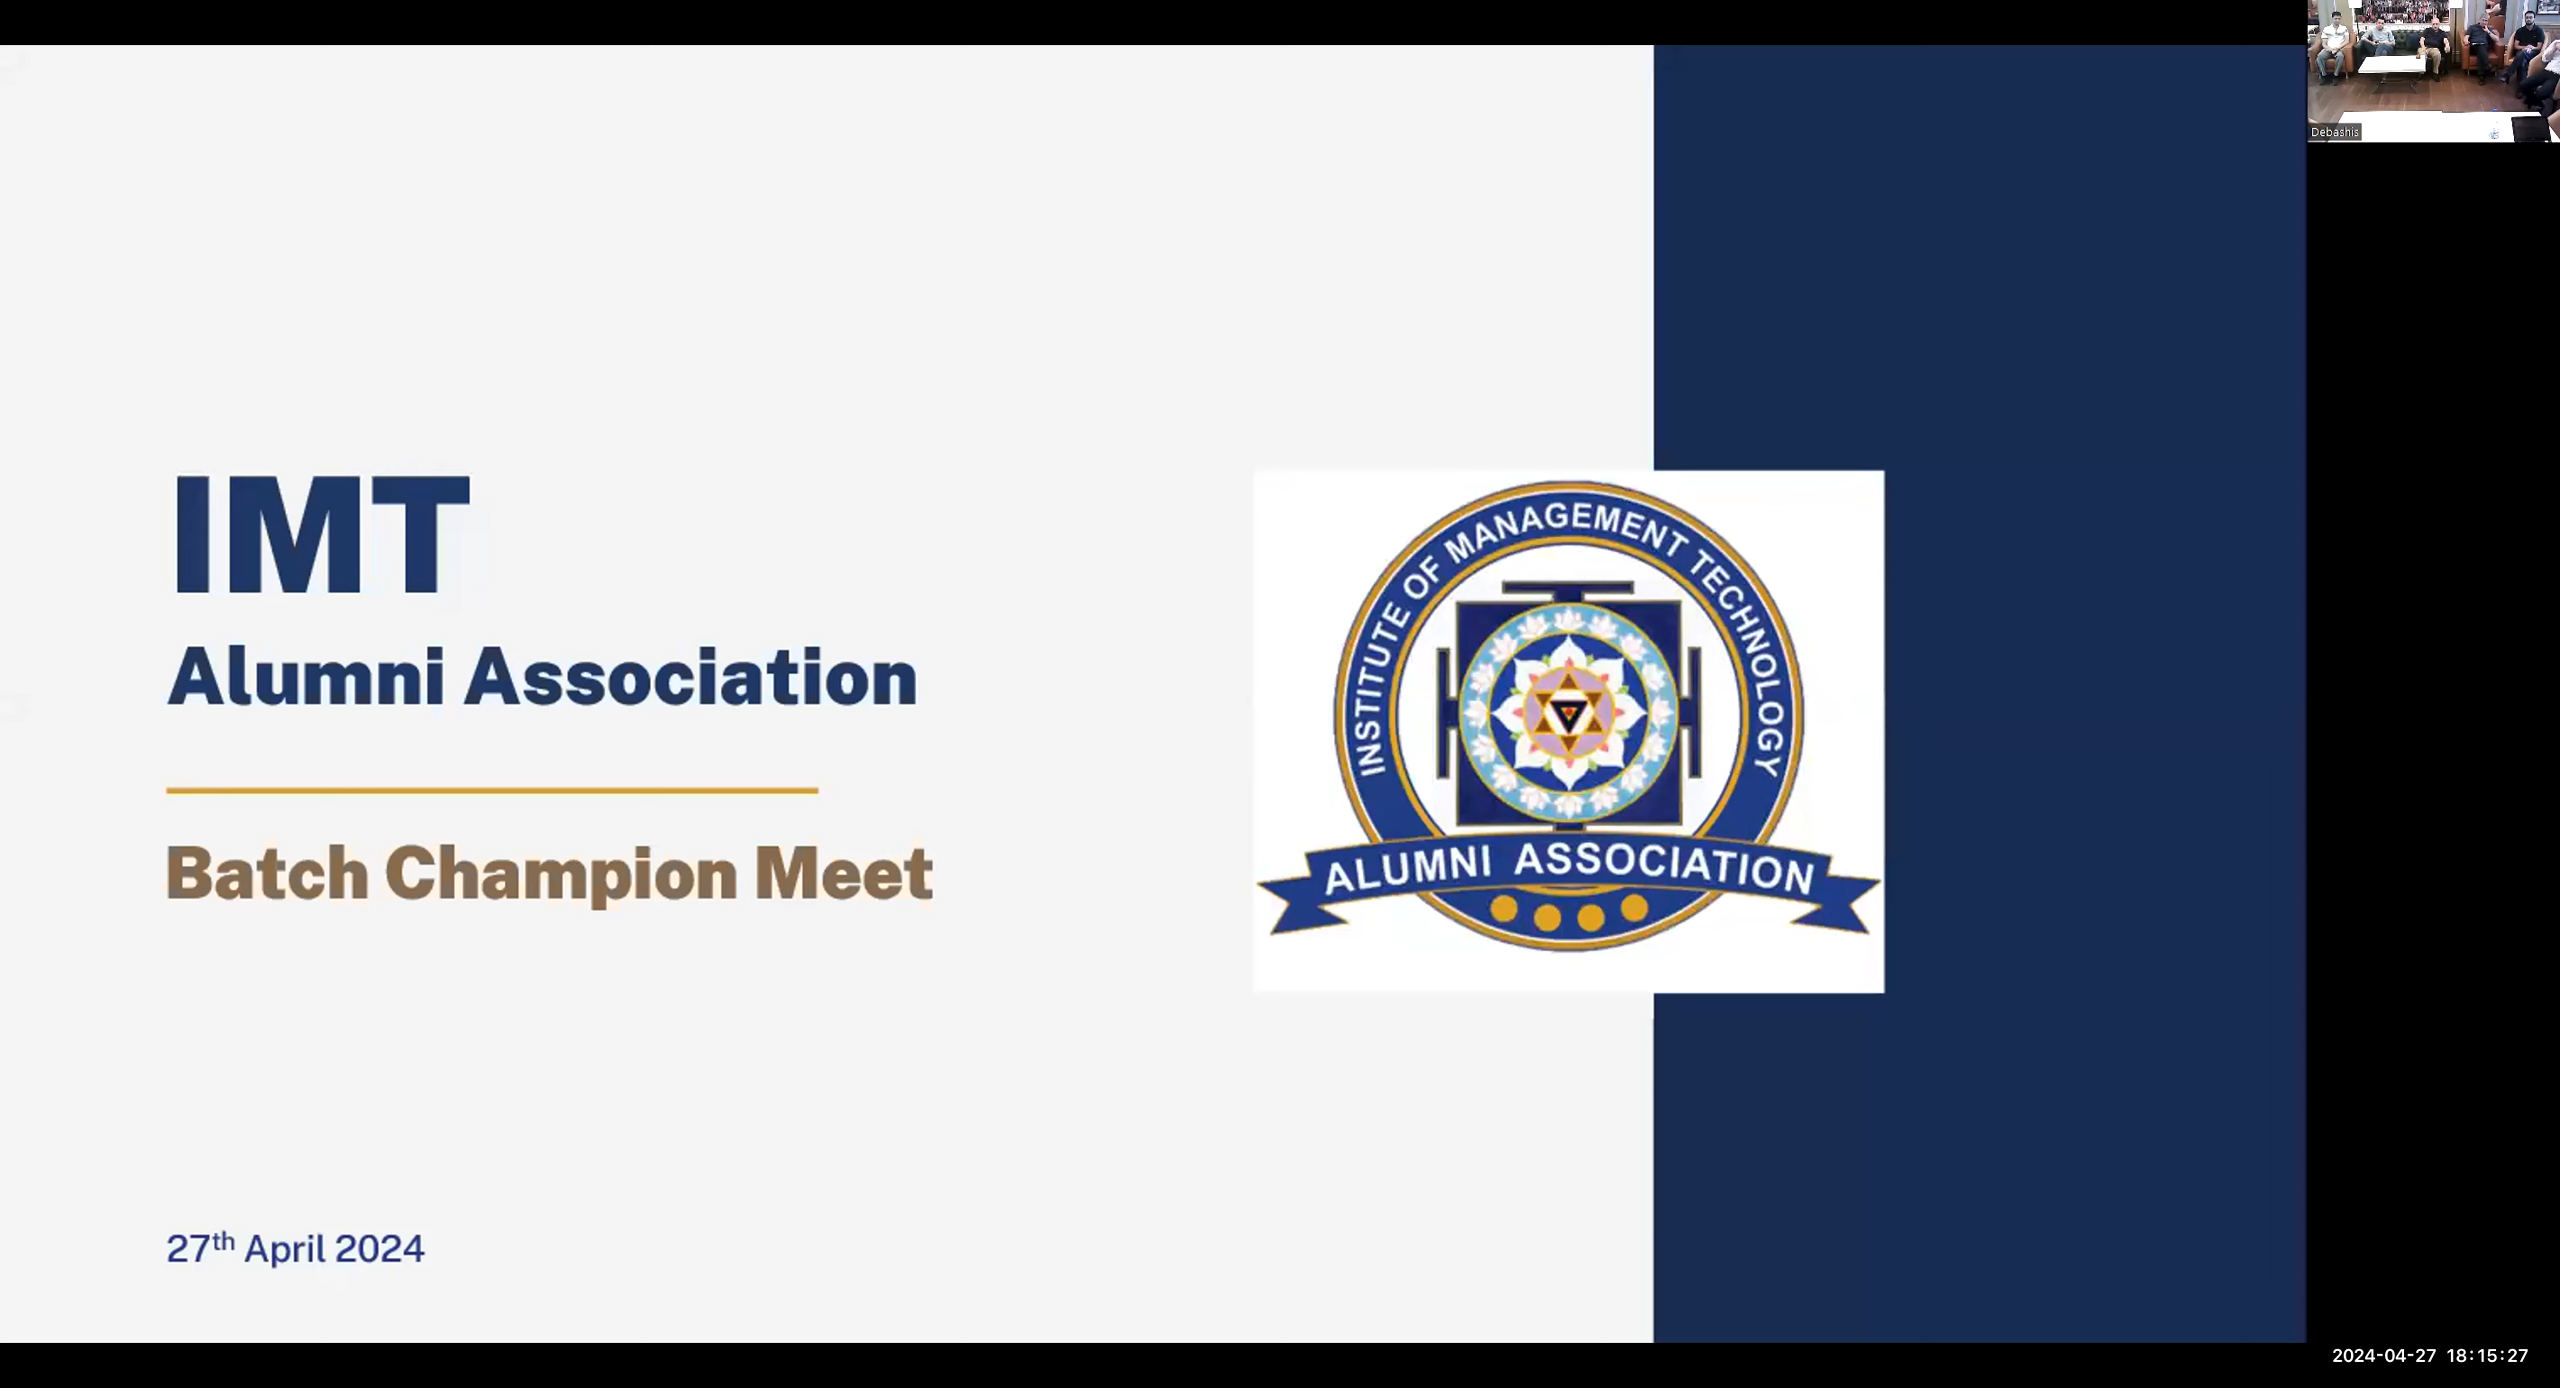 IMT
Alumni Association
Batch Champion Meet
27th April 2024
INSTITUTE OF MANAGEMENT TECHNOLOGY
ALUMNI ASSOCIATION
Debashis
2024-04-27 18:15:27